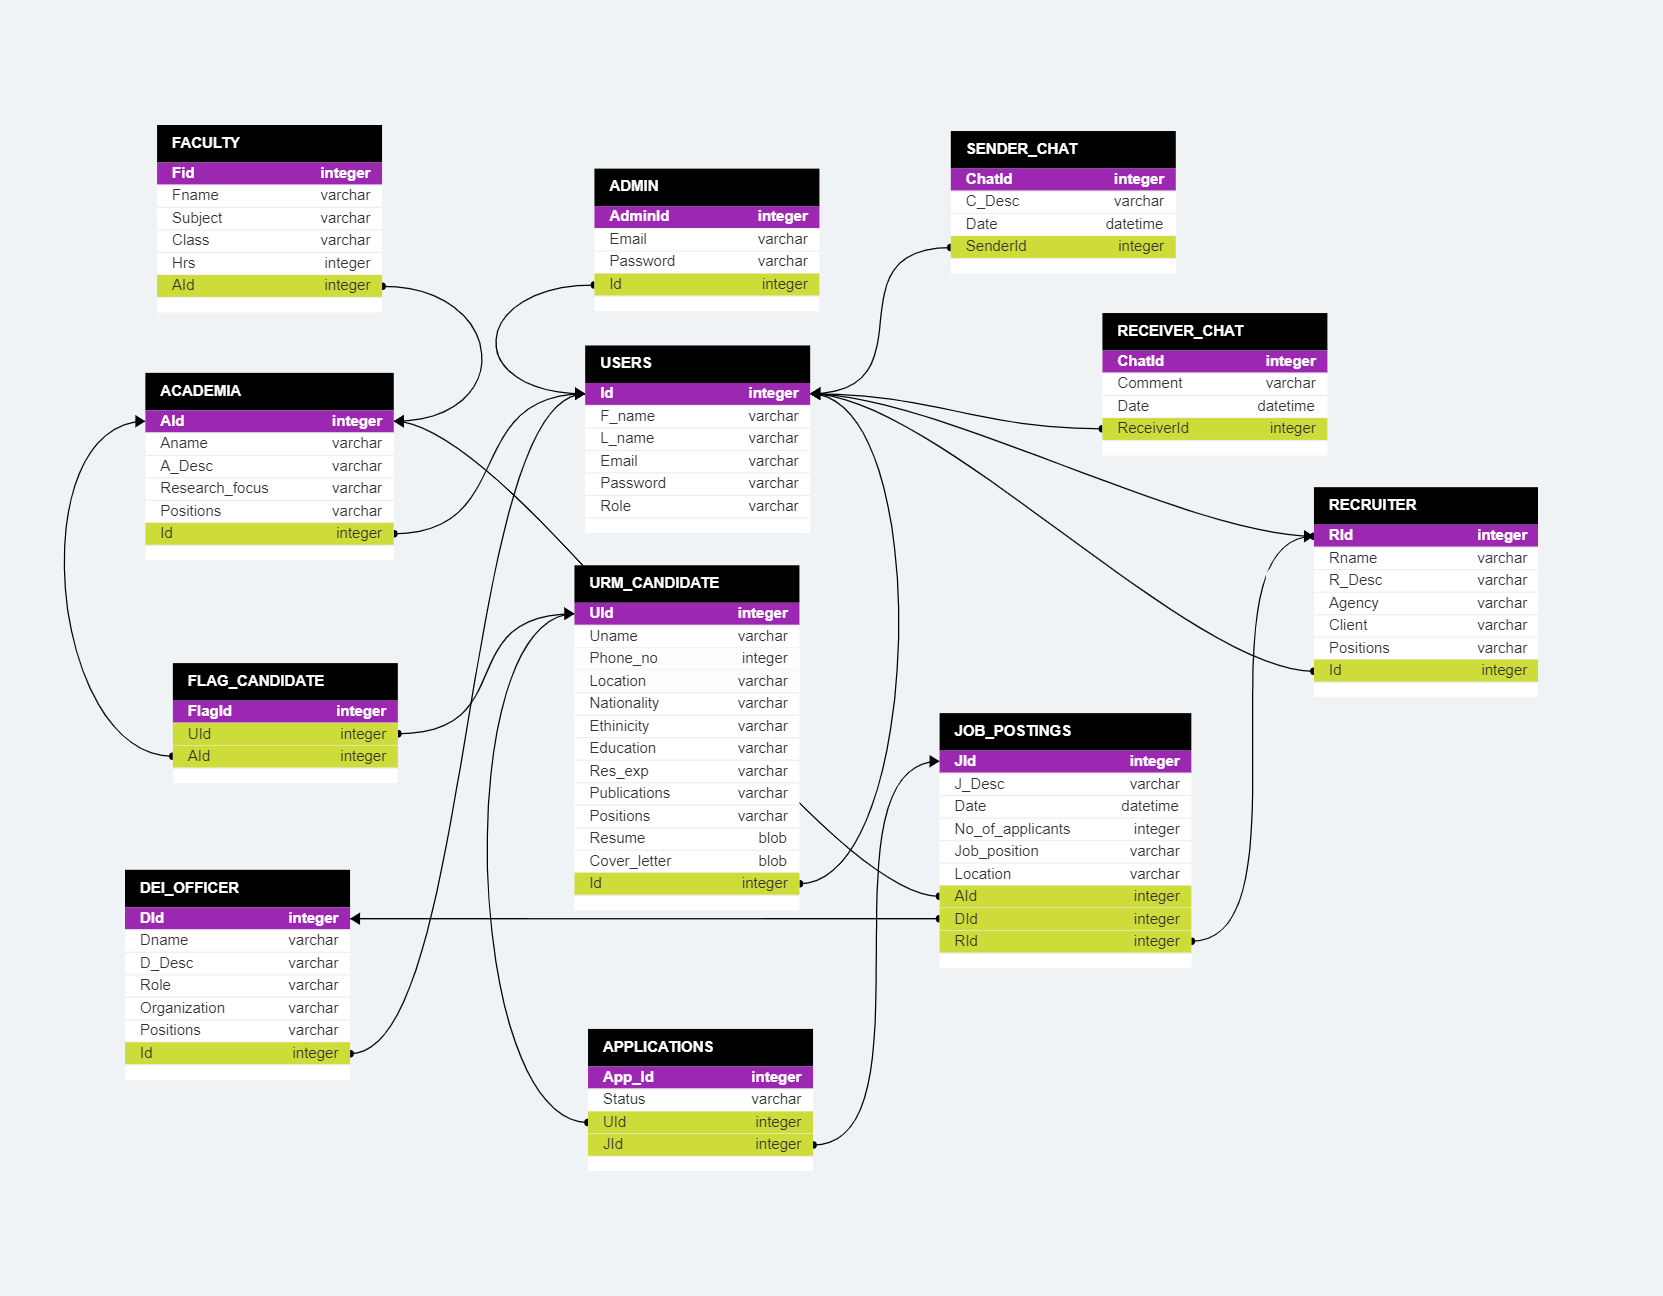 FACULTY
Fid integer
Fname varchar
Subject varchar
Class varchar
Hrs integer
AId integer
ADMIN
AdminId integer
Email varchar
Password varchar
Id integer
SENDER_CHAT
ChatId integer
C_Desc varchar
Date datetime
SenderId integer
RECEIVER_CHAT
ChatId integer
Comment varchar
Date datetime
ReceiverId integer
ACADEMIA
AId integer
Aname varchar
A_Desc varchar
Research_focus varchar
Positions varchar
Id integer
USERS
Id integer
F_name varchar
L_name varchar
Email varchar
Password varchar
Role varchar
RECRUITER
RId integer
Rname varchar
R_Desc varchar
Agency varchar
Client varchar
Positions varchar
Id integer
URM_CANDIDATE
UId integer
Uname varchar
Phone_no integer
Location varchar
Nationality varchar
Ethinicity varchar
Education varchar
Res_exp varchar
Publications varchar
Positions varchar
Resume blob
Cover_letter blob
Id integer
FLAG_CANDIDATE
FlagId integer
UId integer
AId integer
JOB_POSTINGS
JId integer
J_Desc varchar
Date datetime
No_of_applicants integer
Job_position varchar
Location varchar
AId integer
DId integer
RId integer
DEI_OFFICER
DId integer
Dname varchar
D_Desc varchar
Role varchar
Organization varchar
Positions varchar
Id integer
APPLICATIONS
App_Id integer
Status varchar
UId integer
JId integer